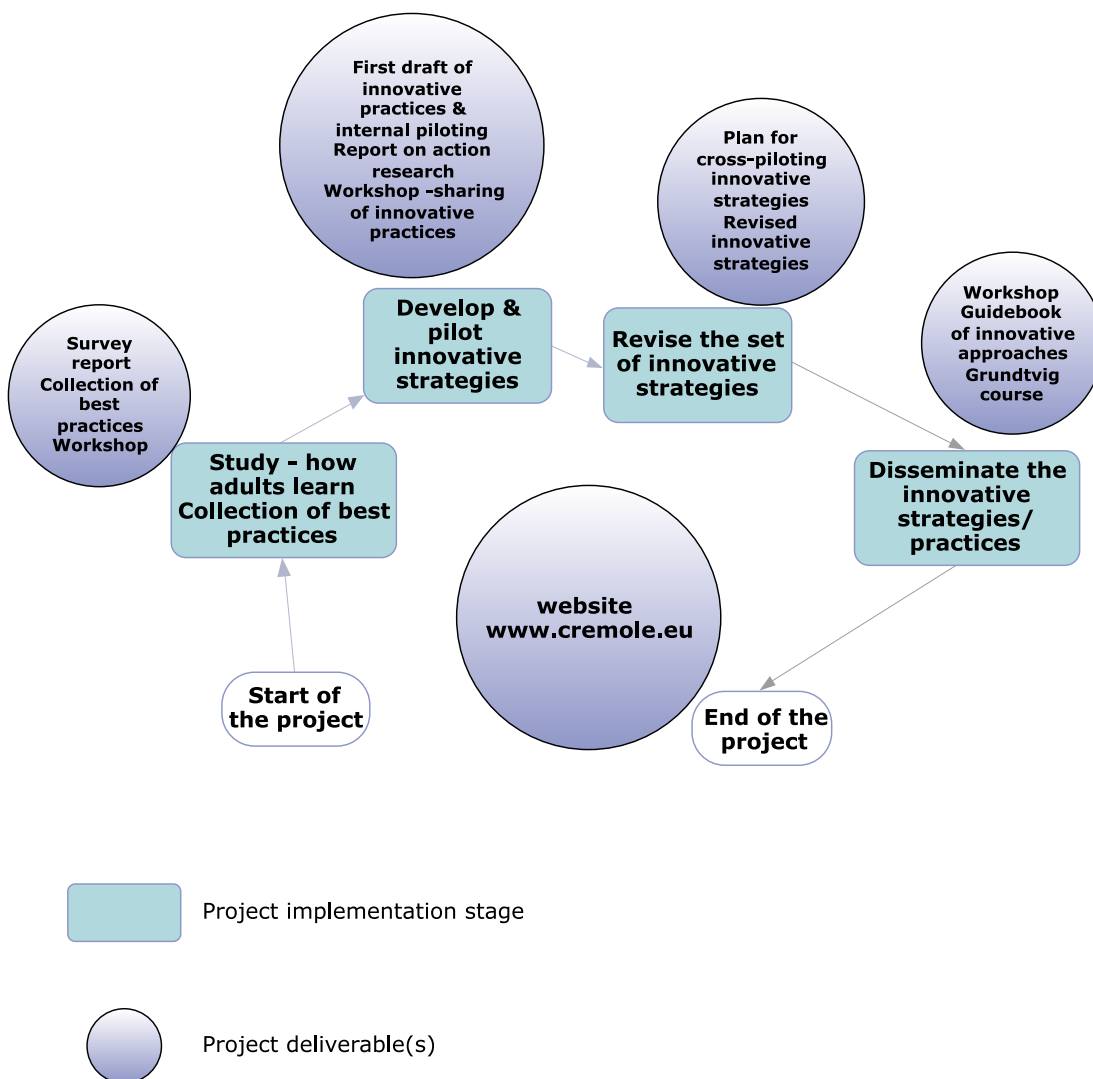 First draft of
innovative
practices &
internal piloting
Report on action
research
Workshop -sharing
of innovative
practices
Plan for
cross-piloting
innovative
strategies
Revised
innovative
strategies
Workshop
Guidebook
of innovative
approaches
Grundtvig
course
Survey
report
Collection of
best
practices
Workshop
Develop &
pilot
innovative
strategies
Revise the set
of innovative
strategies
Study - how
adults learn
Collection of best
practices
Disseminate the
innovative
strategies/
practices
website
www.cremole.eu
Start of
the project
End of the
project
Project implementation stage
Project deliverable(s)